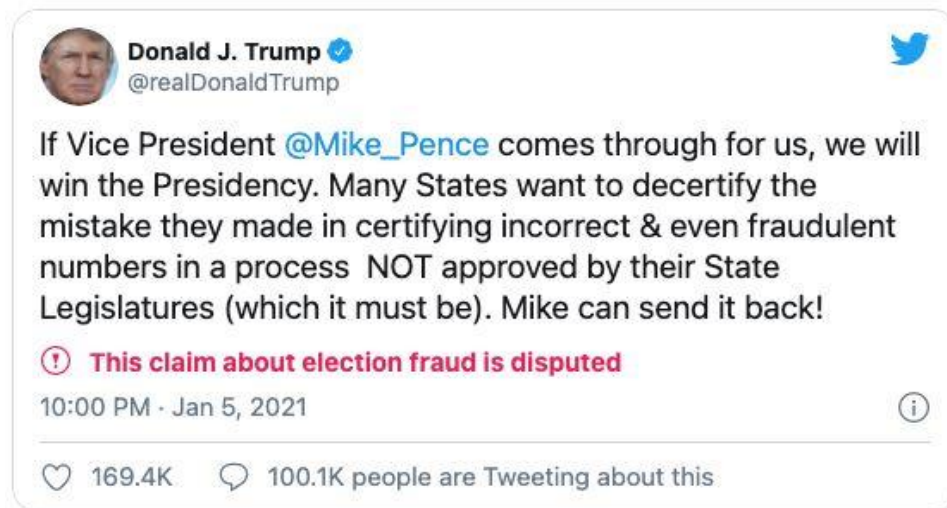 Donald J. Trump
@realDonaldTrump
If Vice President @Mike_Pence comes through for us, we will
win the Presidency. Many States want to decertify the
mistake they made in certifying incorrect & even fraudulent
numbers in a process  NOT approved by their State
Legislatures (which it must be). Mike can send it back!
This claim about election fraud is disputed
10:00 PM · Jan 5, 2021
169.4K 100.1K people are Tweeting about this